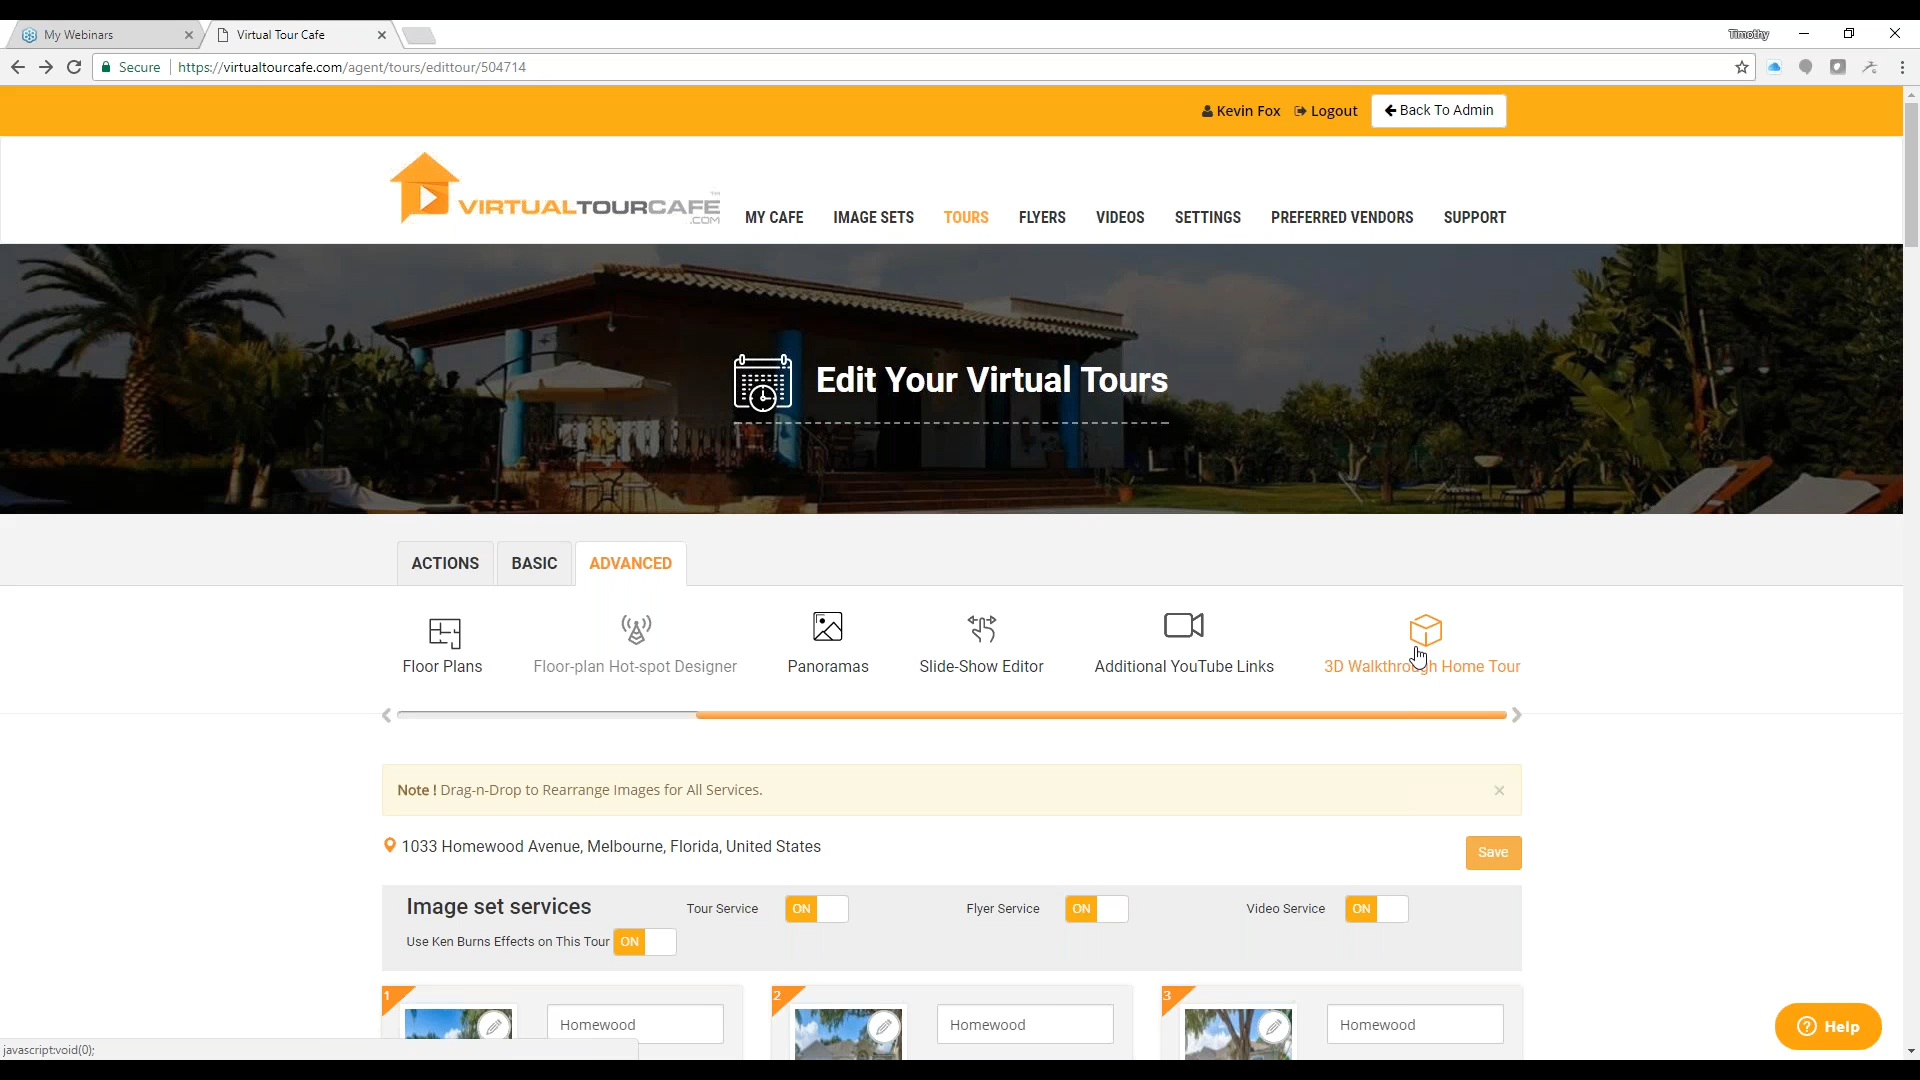 My Webinars
Virtual Tour Cafe
Timothy
Secure
https://virtualtourcafe.com/agent/tours/edittour/504714
Kevin Fox
Logout
Back To Admin
VIRTUALTOURCAFE
.COM
TM
MY CAFE
IMAGE SETS
TOURS
FLYERS
VIDEOS
SETTINGS
PREFERRED VENDORS
SUPPORT
Edit Your Virtual Tours
ACTIONS
BASIC
ADVANCED
Floor Plans
Floor-plan Hot-spot Designer
Panoramas
Slide-Show Editor
Additional YouTube Links
3D Walkthrough Home Tour
Note ! Drag-n-Drop to Rearrange Images for All Services.
1033 Homewood Avenue, Melbourne, Florida, United States
Save
Image set services
Tour Service
ON
Flyer Service
ON
Video Service
ON
Use Ken Burns Effects on This Tour
ON
1
Homewood
2
Homewood
3
Homewood
Help
javascript:void(0);